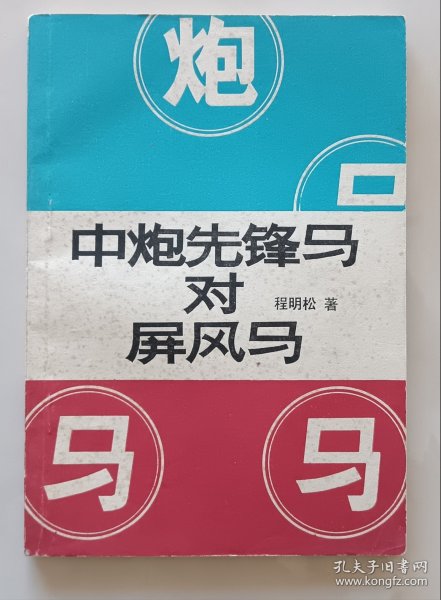 炮
马
中炮先锋马
对
程明松 著
屏风马
马
马
孔夫子旧书网
www.kongfz.com